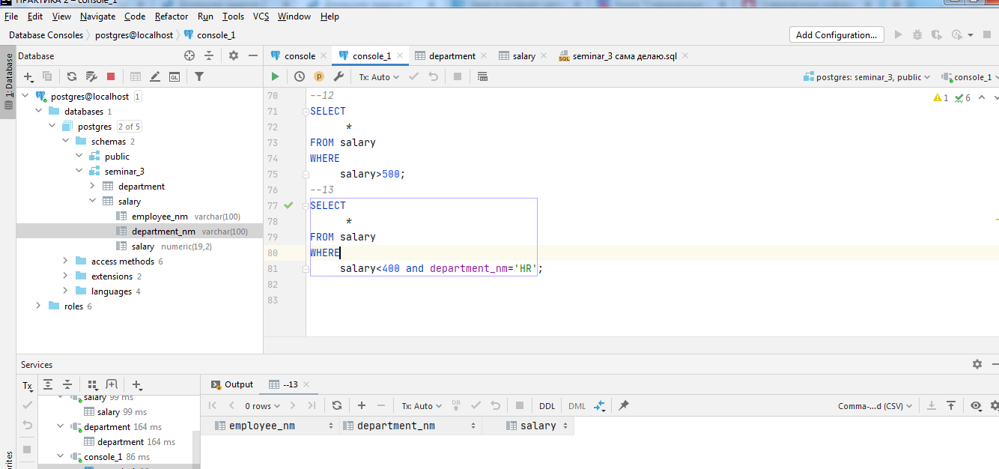 ПРАКТИКА 2 – console_1
File Edit View Navigate Code Refactor Run Tools VCS Window Help
Database Consoles postgres@localhost console_1 Add Configuration...
1: Database
Database
console console_1 department salary seminar_3 сама делаю.sql
Tx: Auto postgres: seminar_3, public console_1
postgres@localhost 1
databases 1
postgres 2 of 5
schemas 2
public
seminar_3
department
salary
employee_nm varchar(100)
department_nm varchar(100)
salary numeric(19,2)
access methods 6
extensions 2
languages 4
roles 6
70 --12
71 SELECT
72 *
73 FROM salary
74 WHERE
75 salary>500;
76 --13
77 SELECT
78 *
79 FROM salary
80 WHERE
81 salary<400 and department_nm='HR';
82
83
1 6
Services
Tx
salary 99 ms
salary 99 ms
department 164 ms
department 164 ms
console_1 86 ms
Output --13
0 rows Tx: Auto DB DDL DML Comma-...d (CSV)
employee_nm department_nm salary